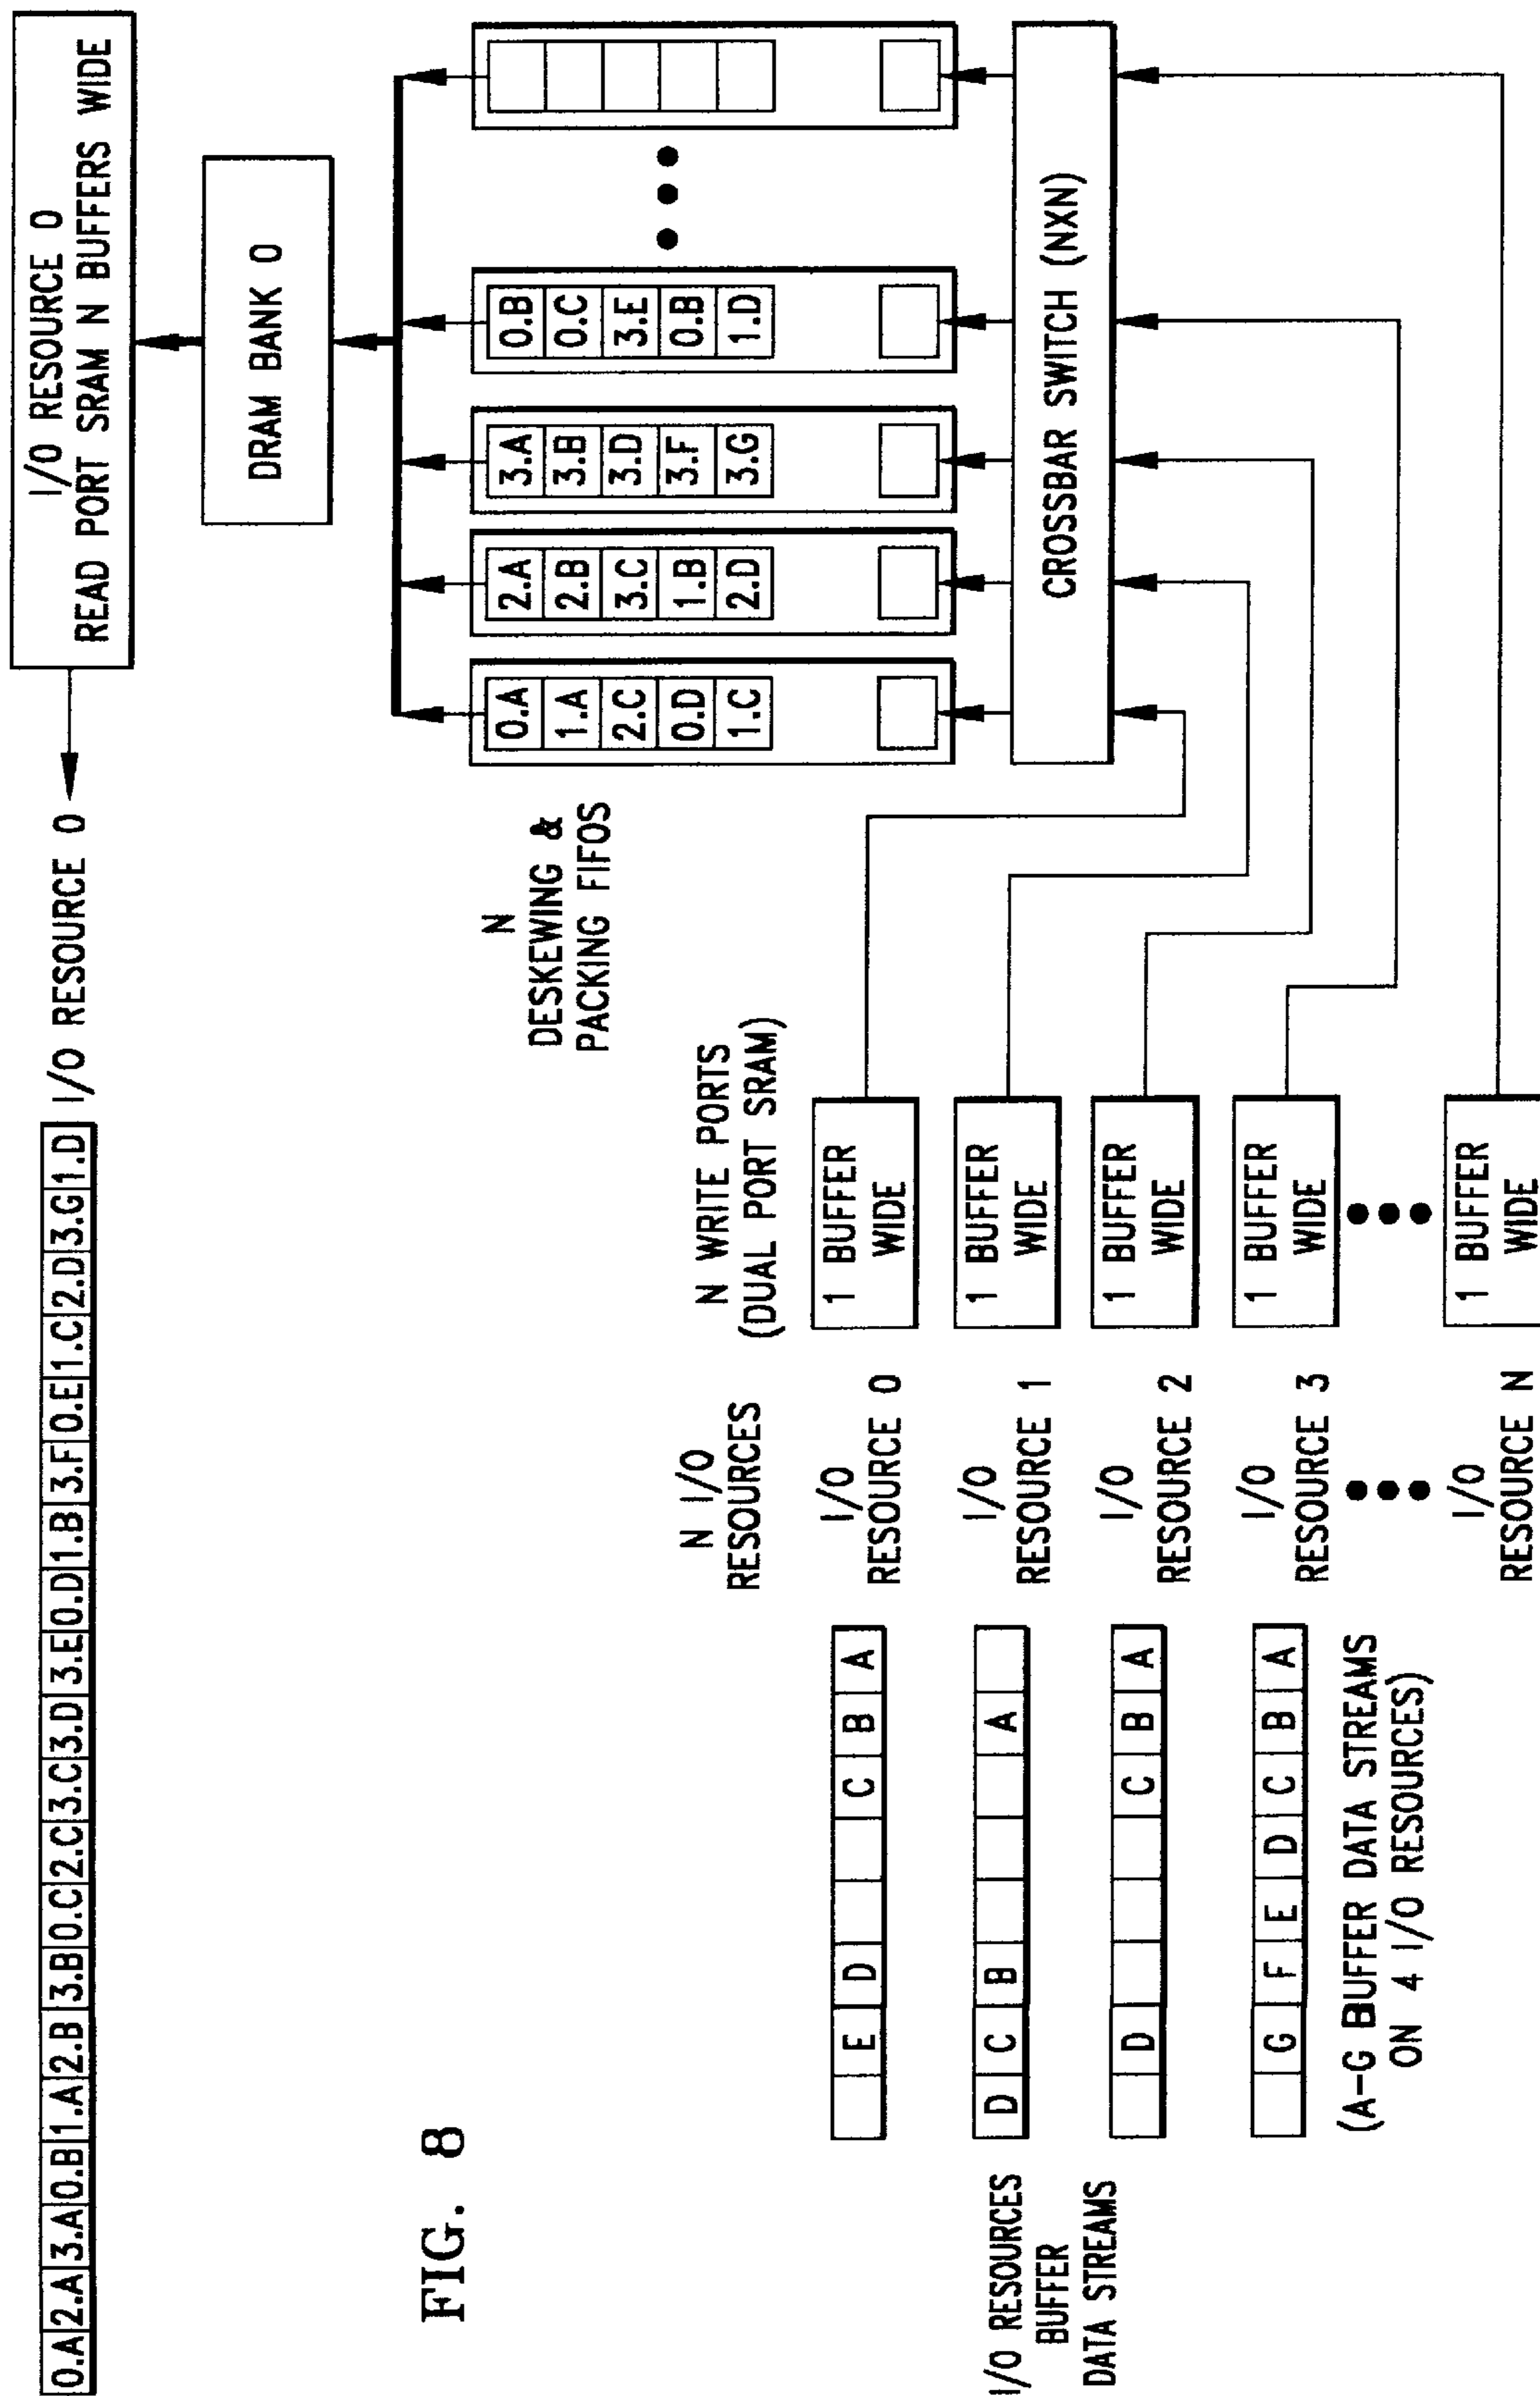 I/O RESOURCE 0
READ PORT SRAM N BUFFERS WIDE
0.A 2.A 3.A 0.B 1.A 2.B 3.B 0.C 2.C 3.C 3.D 3.E 0.D 1.B 3.F 0.E 1.C 2.D 3.G 1.D
I/O RESOURCE 0
DRAM BANK 0
FIG. 8
N
DESKEWING &
PACKING FIFOS
0.A 2.A 3.A 0.B
1.A 2.B 3.B 0.C
2.C 3.C 3.D 3.E
0.D 1.B 3.F 0.B
1.C 2.D 3.G 1.D
CROSSBAR SWITCH (NXN)
N I/O
RESOURCES
N WRITE PORTS
(DUAL PORT SRAM)
I/O RESOURCES
BUFFER
DATA STREAMS
E D C B A
I/O
RESOURCE 0
1 BUFFER
WIDE
D C B A
I/O
RESOURCE 1
1 BUFFER
WIDE
D C B A
I/O
RESOURCE 2
1 BUFFER
WIDE
G F E D C B A
I/O
RESOURCE 3
1 BUFFER
WIDE
(A-G BUFFER DATA STREAMS
ON 4 I/O RESOURCES)
I/O
RESOURCE N
1 BUFFER
WIDE